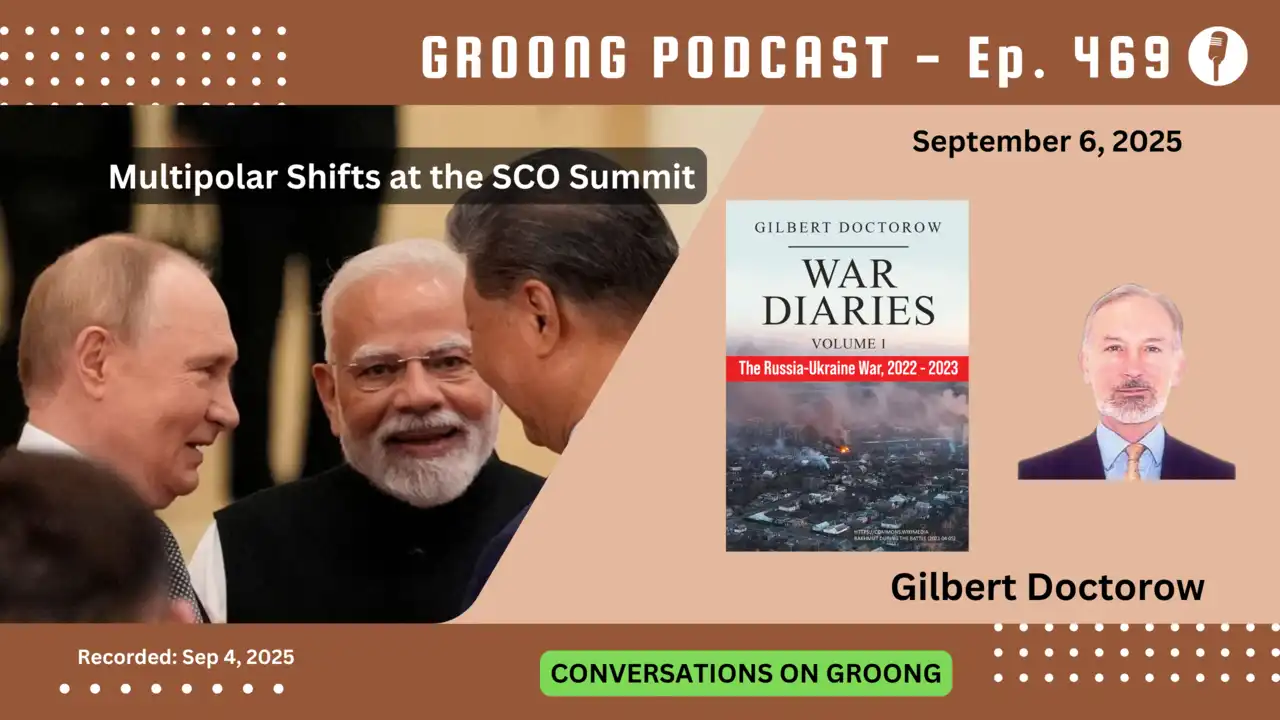 GROONG PODCAST – Ep. 469
Multipolar Shifts at the SCO Summit
September 6, 2025
GILBERT DOCTOROW
WAR
DIARIES
VOLUME I
The Russia-Ukraine War, 2022 - 2023
Gilbert Doctorow
Recorded: Sep 4, 2025
CONVERSATIONS ON GROONG